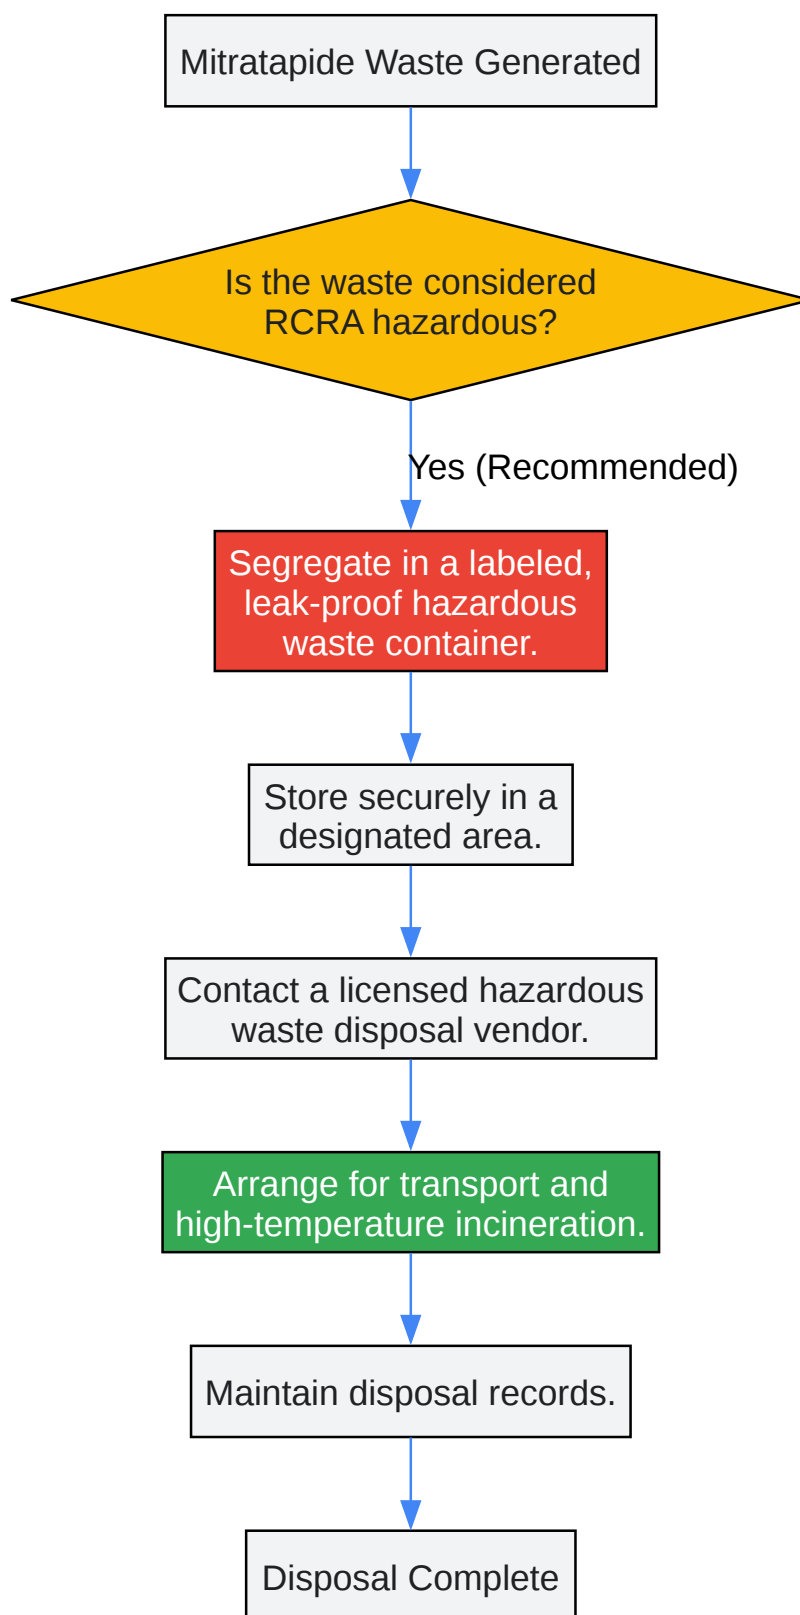 Mitratapide Waste Generated
Is the waste considered
RCRA hazardous?
Yes (Recommended)
Segregate in a labeled,
leak-proof hazardous
waste container.
Store securely in a
designated area.
Contact a licensed hazardous
waste disposal vendor.
Arrange for transport and
high-temperature incineration.
Maintain disposal records.
Disposal Complete